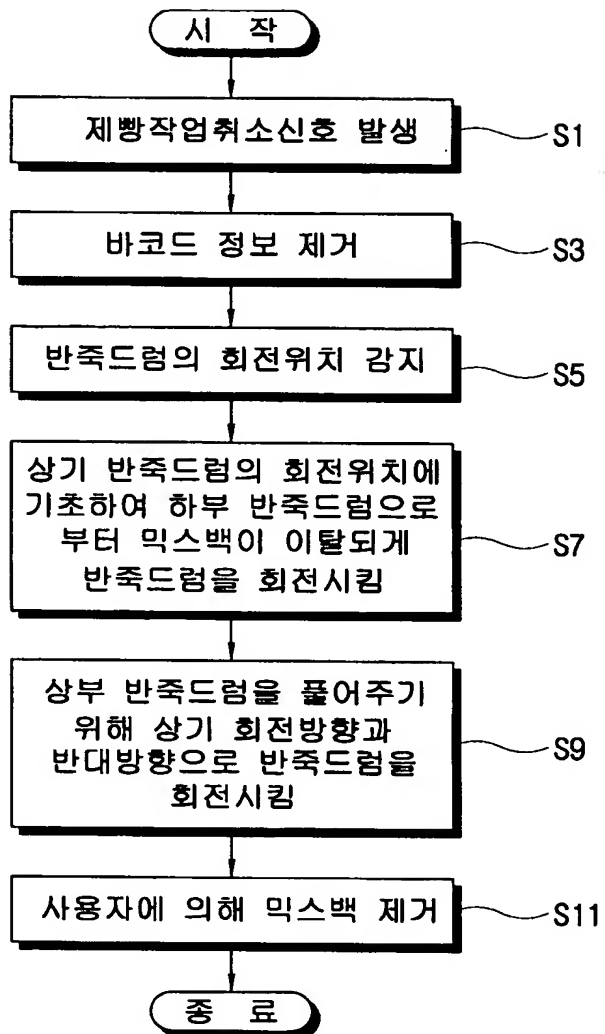 시 작
제빵작업취소신호 발생
S1
바코드 정보 제거
S3
반죽드럼의 회전위치 감지
S5
상기 반죽드럼의 회전위치에
기초하여 하부 반죽드럼으로
부터 믹스백이 이탈되게
반죽드럼을 회전시킴
S7
상부 반죽드럼을 풀어주기
위해 상기 회전방향과
반대방향으로 반죽드럼을
회전시킴
S9
사용자에 의해 믹스백 제거
S11
종 료